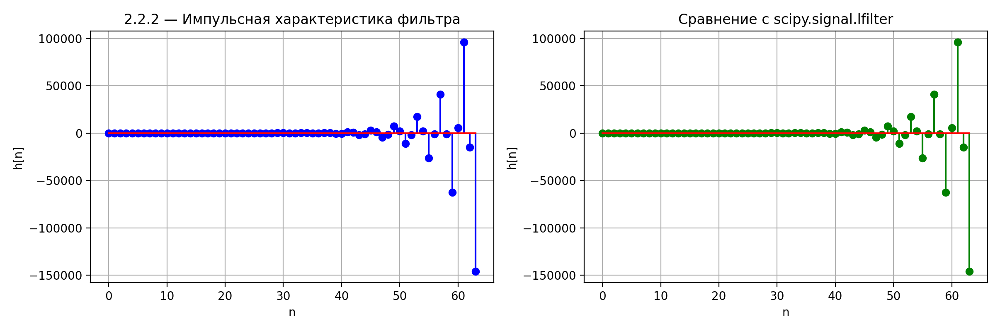 2.2.2 — Импульсная характеристика фильтра
100000
50000
0
−50000
−100000
−150000
h[n]
0 10 20 30 40 50 60
n
Сравнение с scipy.signal.lfilter
100000
50000
0
−50000
−100000
−150000
h[n]
0 10 20 30 40 50 60
n